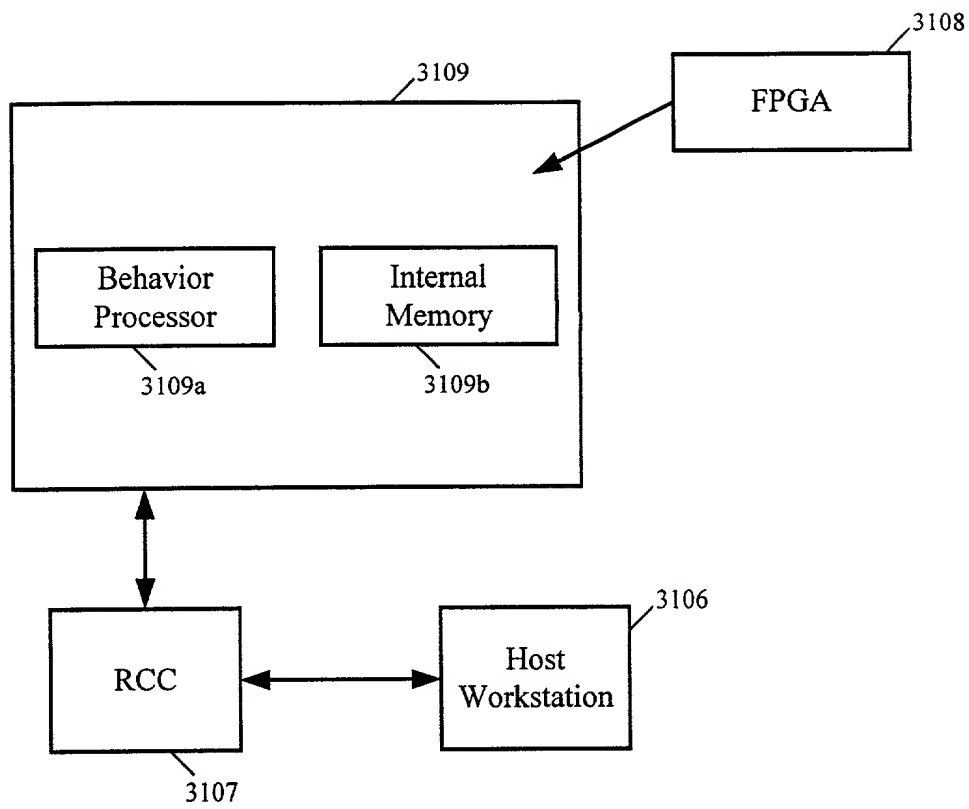 3108
FPGA
3109
Behavior
Processor
3109a
Internal
Memory
3109b
RCC
3107
3106
Host
Workstation